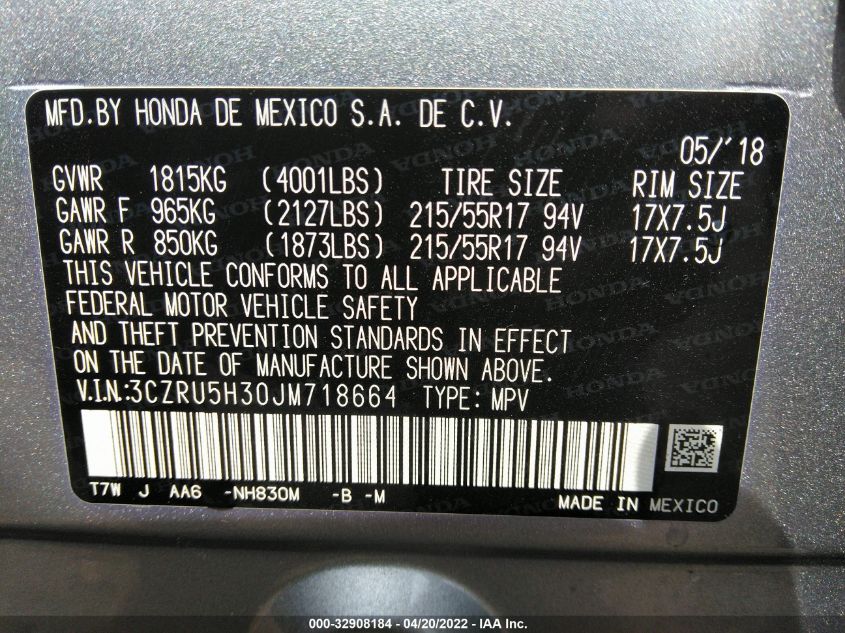 MFD.BY HONDA DE MEXICO S.A. DE C.V.
05/'18
GVWR 1815KG (4001LBS) TIRE SIZE RIM SIZE
GAWR F 965KG (2127LBS) 215/55R17 94V 17X7.5J
GAWR R 850KG (1873LBS) 215/55R17 94V 17X7.5J
THIS VEHICLE CONFORMS TO ALL APPLICABLE
FEDERAL MOTOR VEHICLE SAFETY
AND THEFT PREVENTION STANDARDS IN EFFECT
ON THE DATE OF MANUFACTURE SHOWN ABOVE.
V.I.N.:3CZRU5H30JM718664 TYPE: MPV
T7W J AA6 -NH830M -B -M
MADE IN MEXICO
000-32908184 - 04/20/2022 - IAA Inc.